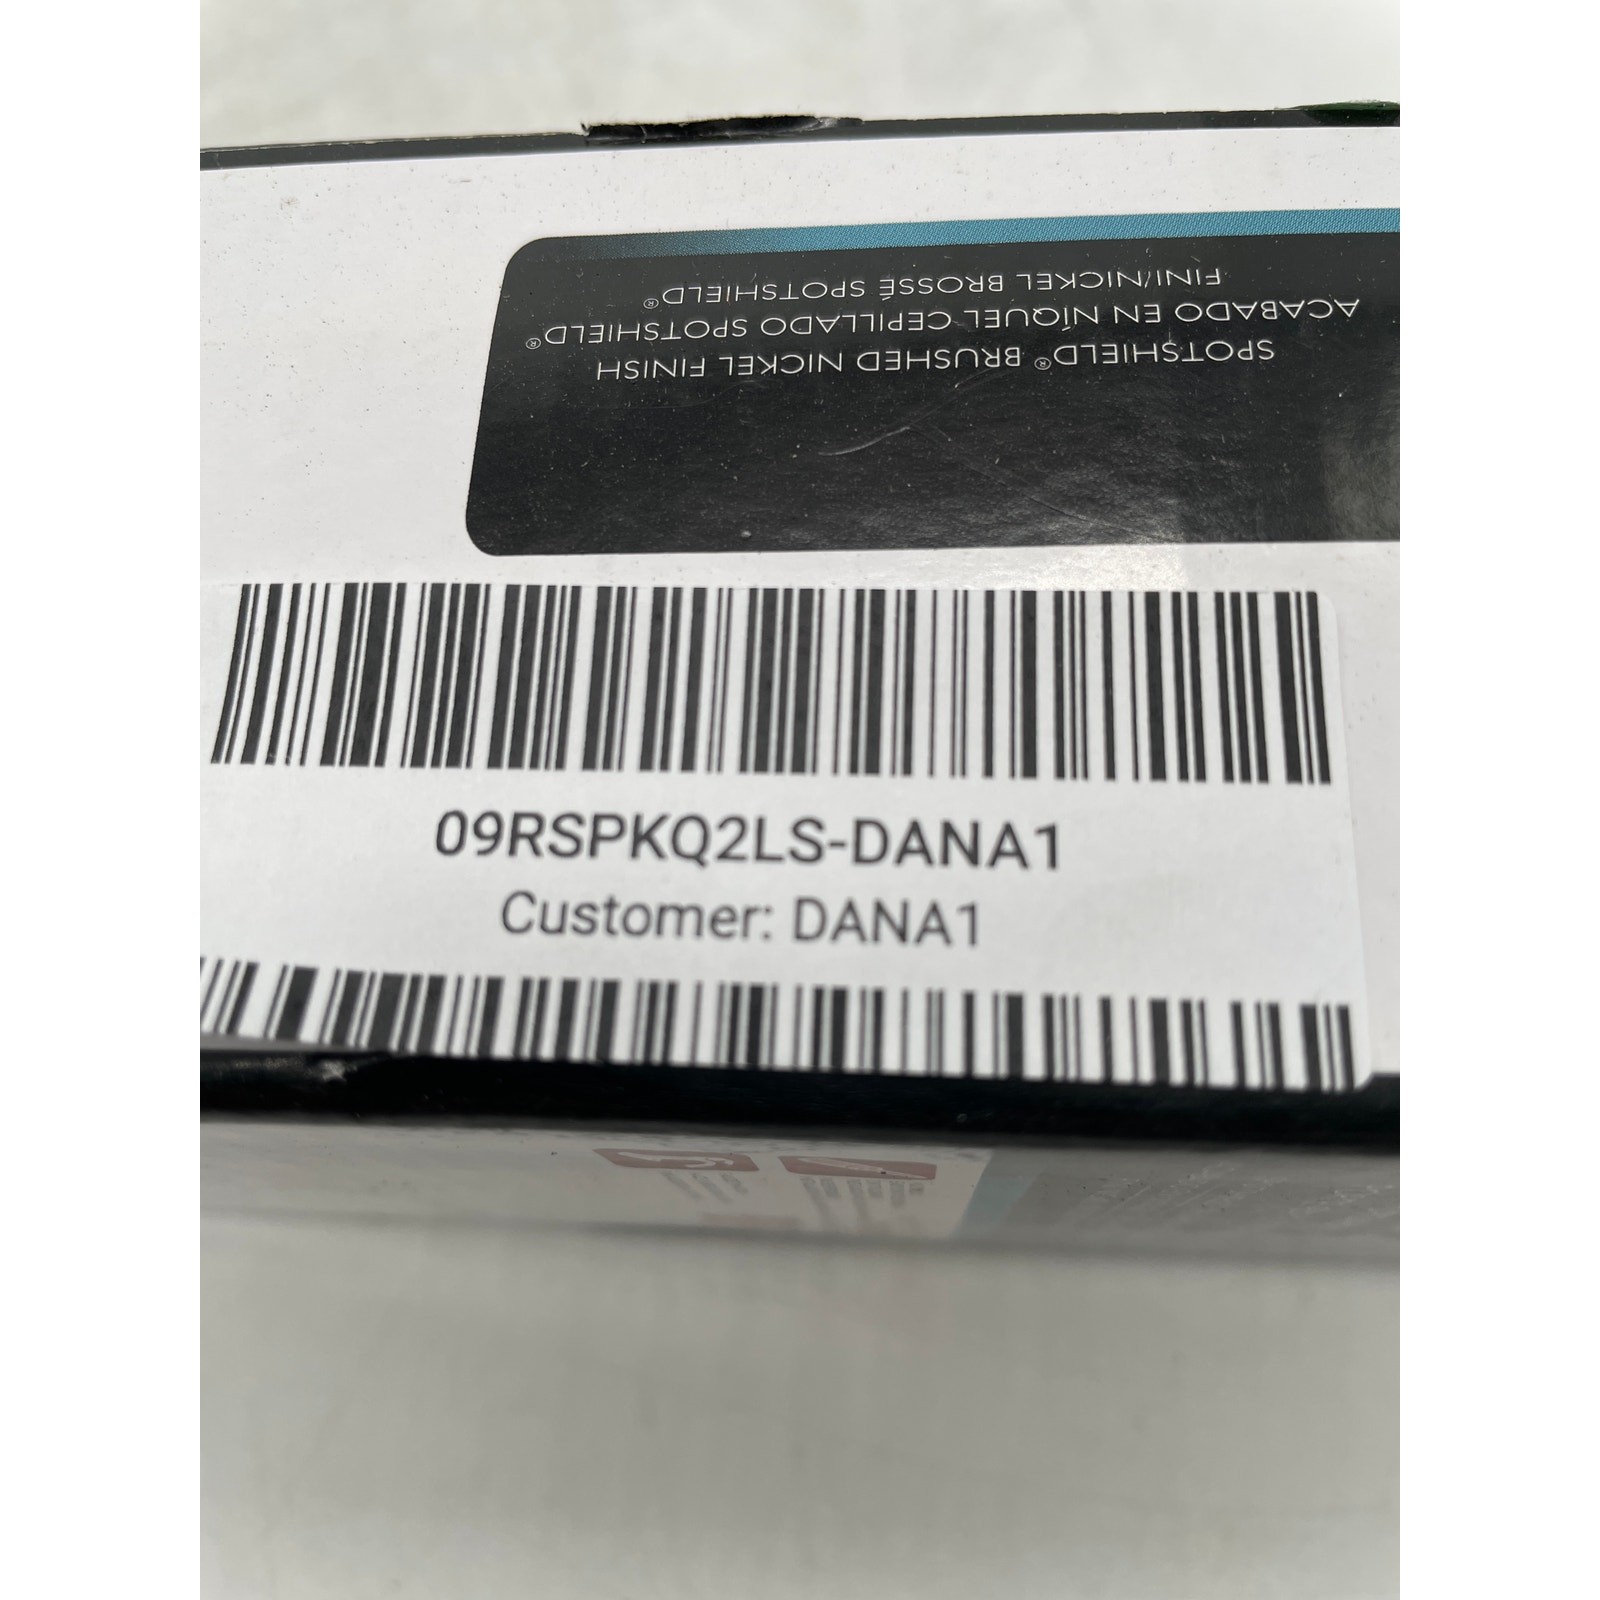 SPOTSHIELD® BRUSHED NICKEL FINISH
ACABADO EN NÍQUEL CEPILLADO SPOTSHIELD®
FINI/NICKEL BROSSÉ SPOTSHIELD®
09RSPKQ2LS-DANA1
Customer: DANA1